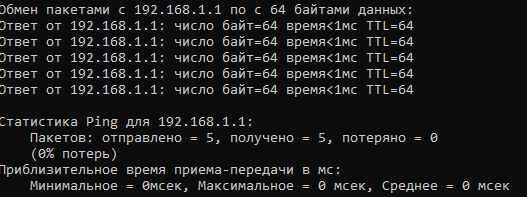 Обмен пакетами с 192.168.1.1 по с 64 байтами данных:
Ответ от 192.168.1.1: число байт=64 время<1мс TTL=64
Ответ от 192.168.1.1: число байт=64 время<1мс TTL=64
Ответ от 192.168.1.1: число байт=64 время<1мс TTL=64
Ответ от 192.168.1.1: число байт=64 время<1мс TTL=64
Ответ от 192.168.1.1: число байт=64 время<1мс TTL=64
Статистика Ping для 192.168.1.1:
Пакетов: отправлено = 5, получено = 5, потеряно = 0
(0% потерь)
Приблизительное время приема-передачи в мс:
Минимальное = 0мсек, Максимальное = 0 мсек, Среднее = 0 мсек